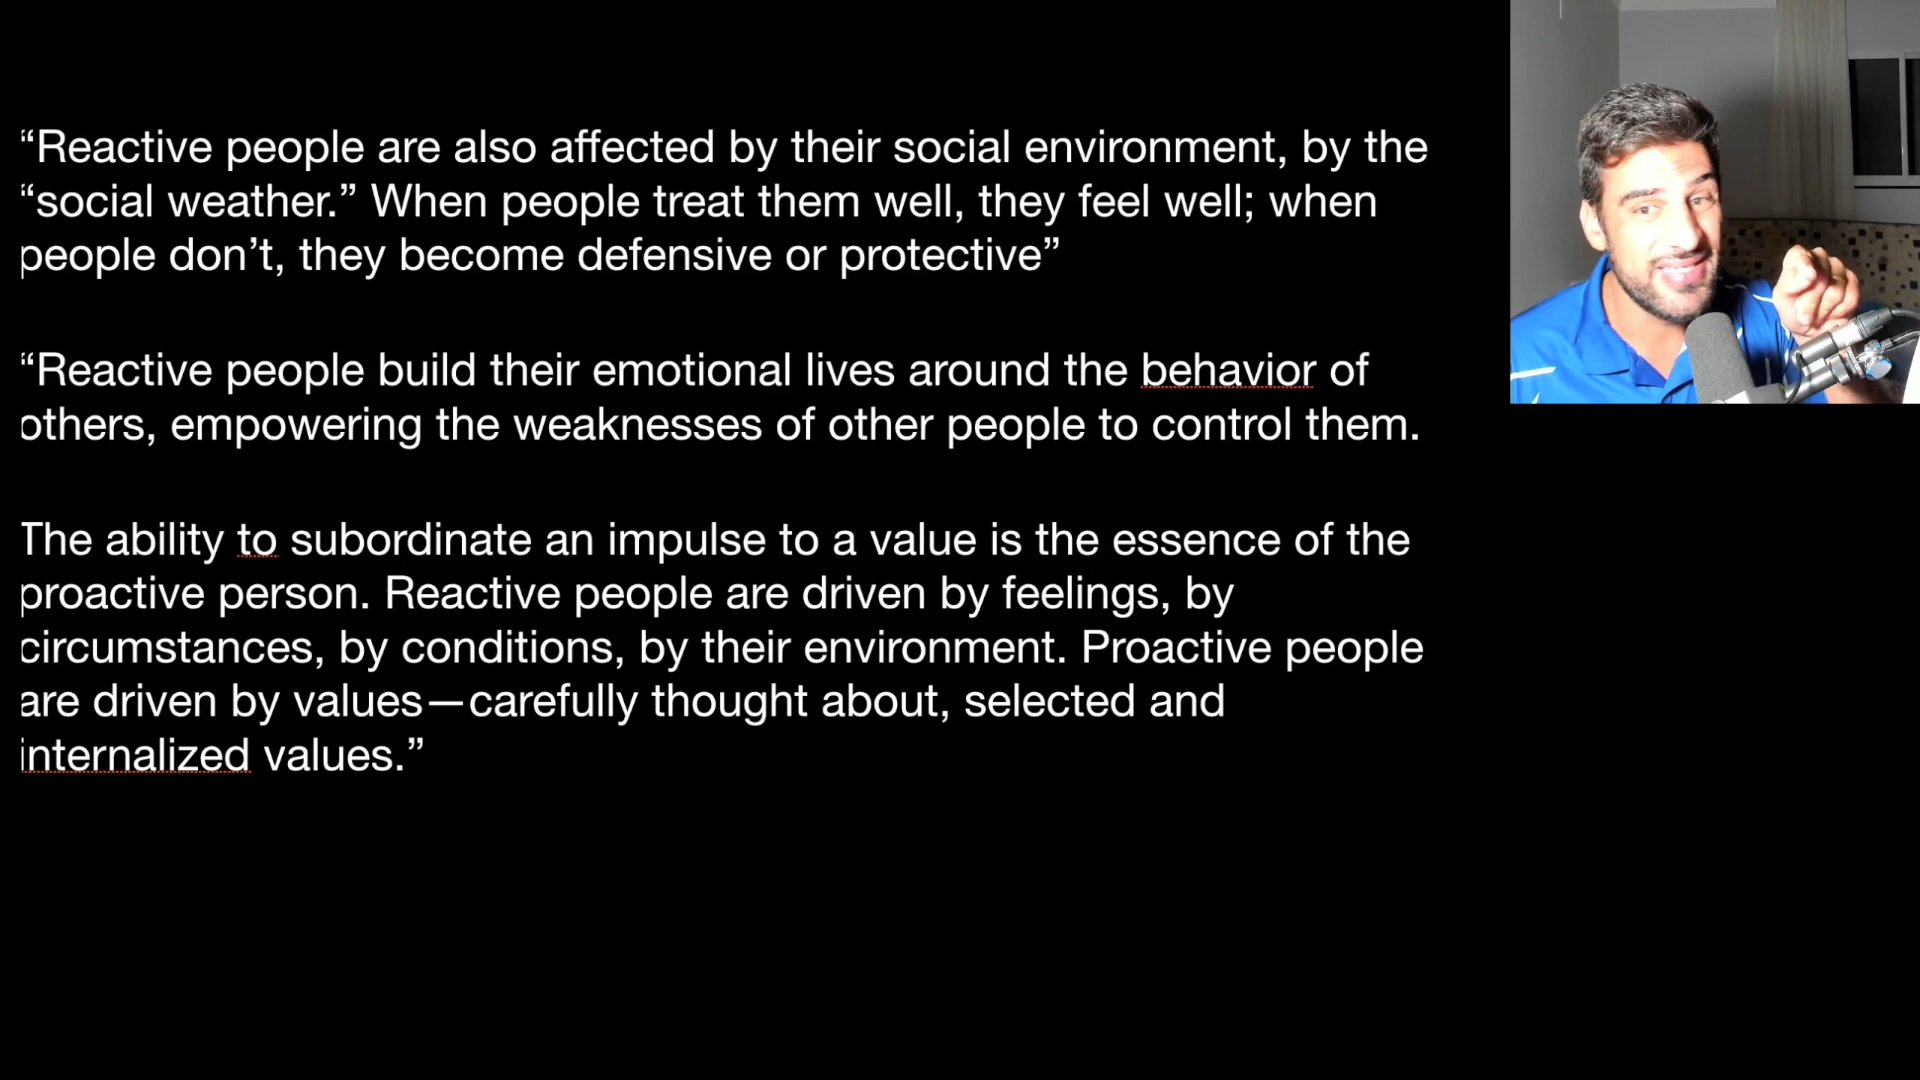 “Reactive people are also affected by their social environment, by the
“social weather.” When people treat them well, they feel well; when
people don’t, they become defensive or protective”
“Reactive people build their emotional lives around the behavior of
others, empowering the weaknesses of other people to control them.
The ability to subordinate an impulse to a value is the essence of the
proactive person. Reactive people are driven by feelings, by
circumstances, by conditions, by their environment. Proactive people
are driven by values—carefully thought about, selected and
internalized values.”